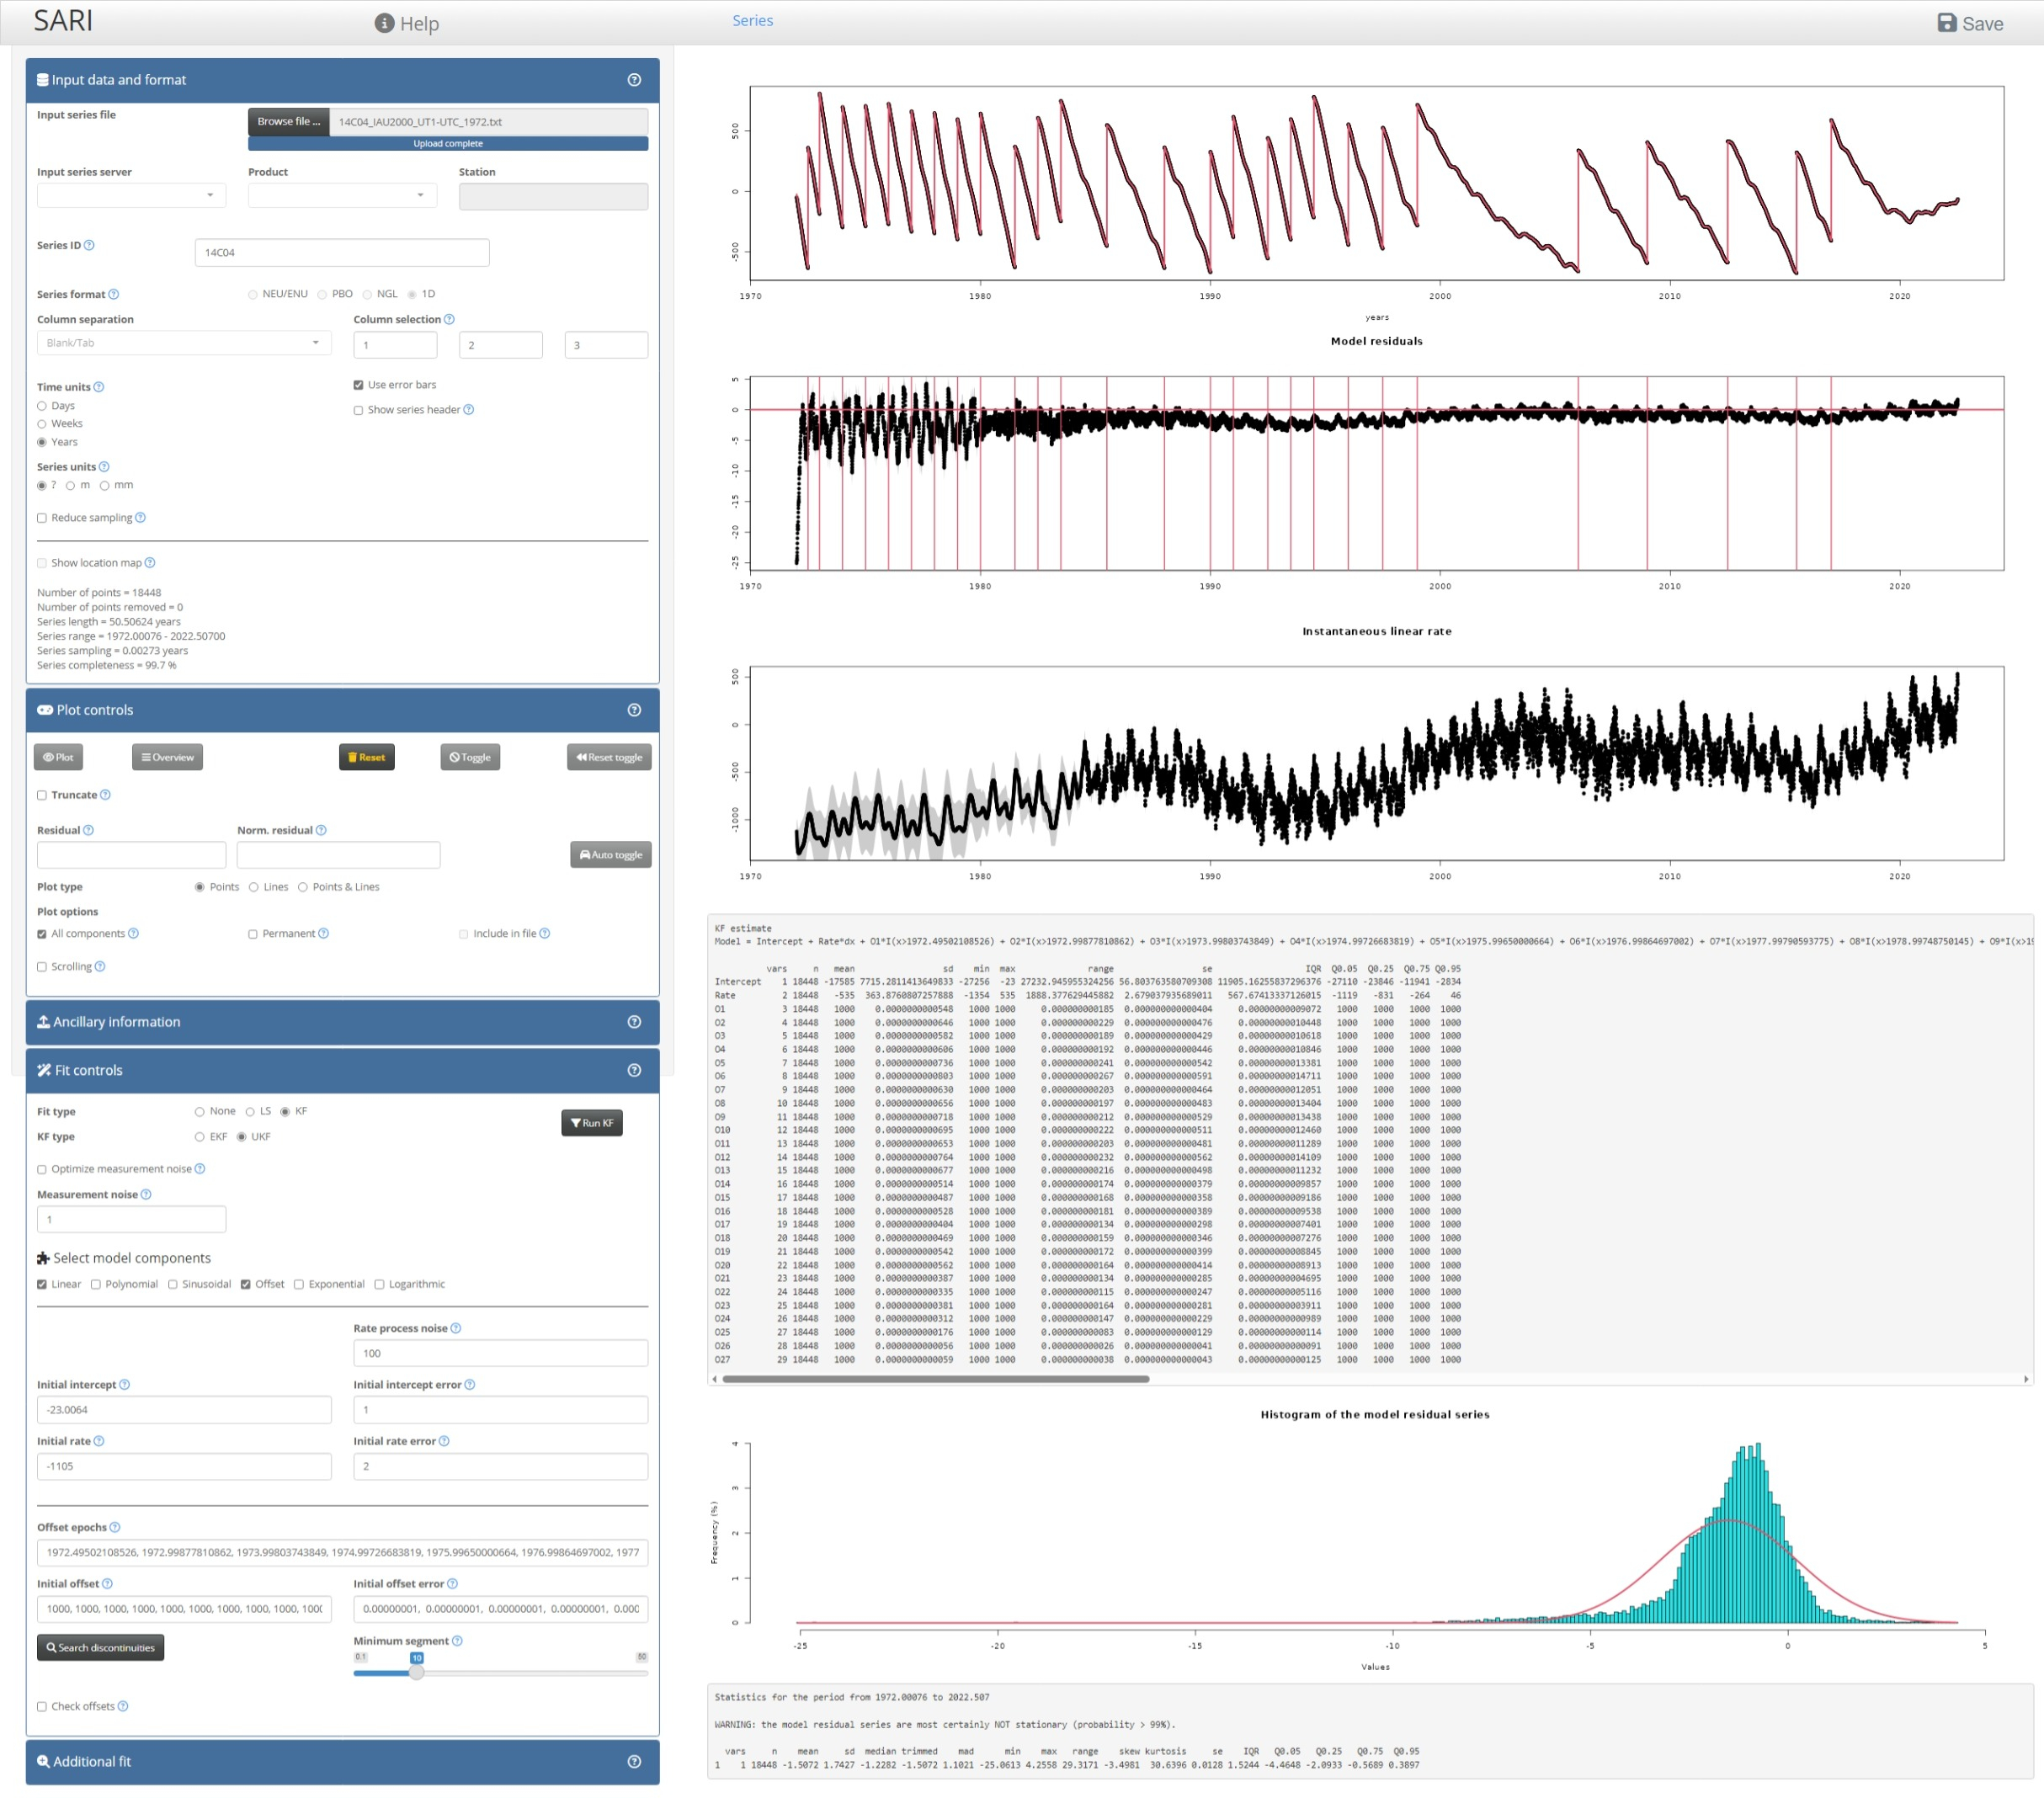 SARI
Help
Series
Save
Input data and format
Input series file
Browse file ...
14C04_IAU2000_UT1-UTC_1972.txt
Upload complete
Input series server
Product
Station
Series ID
14C04
Series format
NEU/ENU PBO NGL 1D
Column separation
Column selection
Blank/Tab
1 2 3
Time units
Use error bars
Days
Show series header
Weeks
Years
Series units
? m mm
Reduce sampling
Show location map
Number of points = 18448
Number of points removed = 0
Series length = 50.50624 years
Series range = 1972.00076 - 2022.50700
Series sampling = 0.00273 years
Series completeness = 99.7 %
Plot controls
Plot
Overview
Reset
Toggle
Reset toggle
Truncate
Residual
Norm. residual
Auto toggle
Plot type
Points Lines Points & Lines
Plot options
All components Permanent Include in file
Scrolling
Ancillary information
Fit controls
Fit type
None LS KF
Run KF
KF type
EKF UKF
Optimize measurement noise
Measurement noise
1
Select model components
Linear Polynomial Sinusoidal Offset Exponential Logarithmic
Rate process noise
100
Initial intercept
Initial intercept error
-23.0064
1
Initial rate
Initial rate error
-1105
2
Offset epochs
1972.49502108526, 1972.99877810862, 1973.99803743849, 1974.99726683819, 1975.99650000664, 1976.99864697002, 1977
Initial offset
Initial offset error
1000, 1000, 1000, 1000, 1000, 1000, 1000, 1000, 1000, 100(
0.00000001, 0.00000001, 0.00000001, 0.00000001, 0.000
Search discontinuities
Minimum segment
0.1 10 50
Check offsets
Additional fit
500
0
-500
1970 1980 1990 2000 2010 2020
years
Model residuals
5
0
-5
-10
-15
-20
-25
1970 1980 1990 2000 2010 2020
Instantaneous linear rate
500
0
-500
-1000
1970 1980 1990 2000 2010 2020
KF estimate
Model = Intercept + Rate*dx + O1*I(x>1972.49502108526) + O2*I(x>1972.99877810862) + O3*I(x>1973.99803743849) + O4*I(x>1974.99726683819) + O5*I(x>1975.99650000664) + O6*I(x>1976.99864697002) + O7*I(x>1977.99790593775) + O8*I(x>1978.99748750145) + O9*I(x>19
vars n mean sd min max range se IQR Q0.05 Q0.25 Q0.75 Q0.95
Intercept 1 18448 -17585 7715.2811413649833 -27256 -23 27232.945955324256 56.803763580709308 11905.16255837296376 -27110 -23846 -11941 -2834
Rate 2 18448 -535 363.8760807257888 -1354 535 1888.377629445882 2.679037935689011 567.67413337126015 -1119 -831 -264 46
O1 3 18448 1000 0.0000000000548 1000 1000 0.000000000185 0.000000000000404 0.00000000009072 1000 1000 1000 1000
O2 4 18448 1000 0.0000000000646 1000 1000 0.000000000229 0.000000000000476 0.00000000010448 1000 1000 1000 1000
O3 5 18448 1000 0.0000000000582 1000 1000 0.000000000189 0.000000000000429 0.00000000010618 1000 1000 1000 1000
O4 6 18448 1000 0.0000000000606 1000 1000 0.000000000192 0.000000000000446 0.00000000010846 1000 1000 1000 1000
O5 7 18448 1000 0.0000000000736 1000 1000 0.000000000241 0.000000000000542 0.00000000013381 1000 1000 1000 1000
O6 8 18448 1000 0.0000000000803 1000 1000 0.000000000267 0.000000000000591 0.00000000014711 1000 1000 1000 1000
O7 9 18448 1000 0.0000000000630 1000 1000 0.000000000203 0.000000000000464 0.00000000012051 1000 1000 1000 1000
O8 10 18448 1000 0.0000000000656 1000 1000 0.000000000197 0.000000000000483 0.00000000013404 1000 1000 1000 1000
O9 11 18448 1000 0.0000000000718 1000 1000 0.000000000212 0.000000000000529 0.00000000013438 1000 1000 1000 1000
O10 12 18448 1000 0.0000000000695 1000 1000 0.000000000222 0.000000000000511 0.00000000012460 1000 1000 1000 1000
O11 13 18448 1000 0.0000000000653 1000 1000 0.000000000203 0.000000000000481 0.00000000011289 1000 1000 1000 1000
O12 14 18448 1000 0.0000000000764 1000 1000 0.000000000232 0.000000000000562 0.00000000014109 1000 1000 1000 1000
O13 15 18448 1000 0.0000000000677 1000 1000 0.000000000216 0.000000000000498 0.00000000011232 1000 1000 1000 1000
O14 16 18448 1000 0.0000000000514 1000 1000 0.000000000174 0.000000000000379 0.00000000009857 1000 1000 1000 1000
O15 17 18448 1000 0.0000000000487 1000 1000 0.000000000168 0.000000000000358 0.00000000009186 1000 1000 1000 1000
O16 18 18448 1000 0.0000000000528 1000 1000 0.000000000181 0.000000000000389 0.00000000009538 1000 1000 1000 1000
O17 19 18448 1000 0.0000000000404 1000 1000 0.000000000134 0.000000000000298 0.00000000007401 1000 1000 1000 1000
O18 20 18448 1000 0.0000000000469 1000 1000 0.000000000159 0.000000000000346 0.00000000007276 1000 1000 1000 1000
O19 21 18448 1000 0.0000000000542 1000 1000 0.000000000172 0.000000000000399 0.00000000008845 1000 1000 1000 1000
O20 22 18448 1000 0.0000000000562 1000 1000 0.000000000164 0.000000000000414 0.00000000008913 1000 1000 1000 1000
O21 23 18448 1000 0.0000000000387 1000 1000 0.000000000134 0.000000000000285 0.00000000004695 1000 1000 1000 1000
O22 24 18448 1000 0.0000000000335 1000 1000 0.000000000115 0.000000000000247 0.00000000005116 1000 1000 1000 1000
O23 25 18448 1000 0.0000000000381 1000 1000 0.000000000164 0.000000000000281 0.00000000003911 1000 1000 1000 1000
O24 26 18448 1000 0.0000000000312 1000 1000 0.000000000147 0.000000000000229 0.00000000000989 1000 1000 1000 1000
O25 27 18448 1000 0.0000000000176 1000 1000 0.000000000083 0.000000000000129 0.00000000000114 1000 1000 1000 1000
O26 28 18448 1000 0.0000000000056 1000 1000 0.000000000026 0.000000000000041 0.00000000000091 1000 1000 1000 1000
O27 29 18448 1000 0.0000000000059 1000 1000 0.000000000038 0.000000000000043 0.00000000000125 1000 1000 1000 1000
Histogram of the model residual series
Frequency (%)
4
3
2
1
0
-25 -20 -15 -10 -5 0 5
Values
Statistics for the period from 1972.00076 to 2022.507
WARNING: the model residual series are most certainly NOT stationary (probability > 99%).
vars n mean sd median trimmed mad min max range skew kurtosis se IQR Q0.05 Q0.25 Q0.75 Q0.95
1 1 18448 -1.5072 1.7427 -1.2282 -1.5072 1.1021 -25.0613 4.2558 29.3171 -3.4981 30.6396 0.0128 1.5244 -4.4648 -2.0933 -0.5689 0.3897